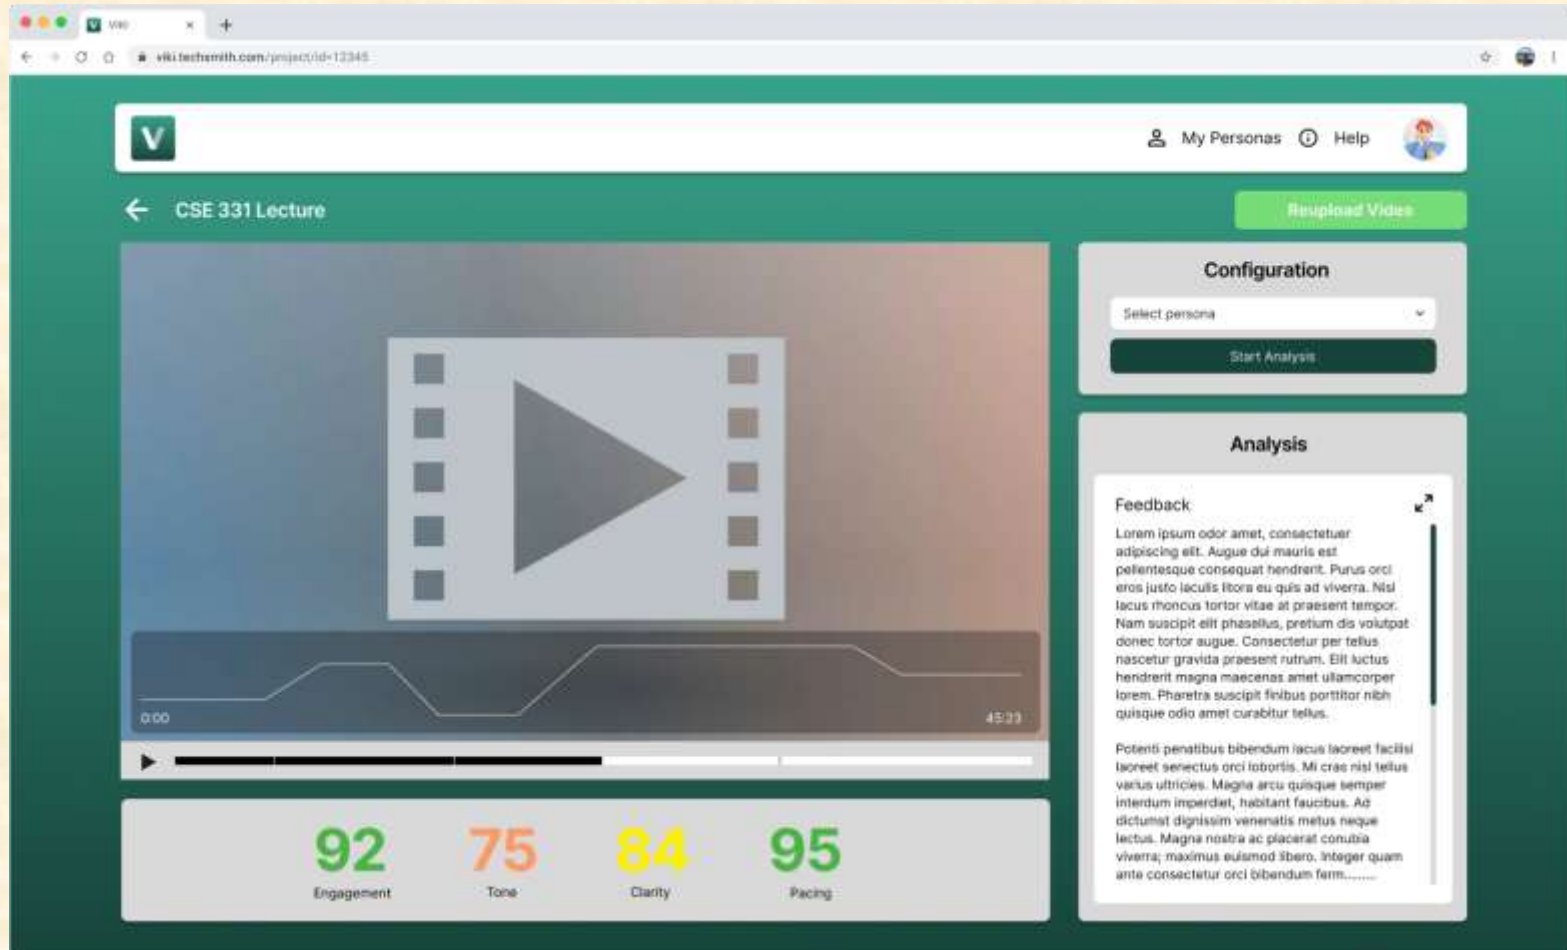 Viki
viki.techsmith.com/project/id=12345
V
My Personas
Help
CSE 331 Lecture
Reupload Video
0:00
45:23
92
75
84
95
Engagement
Tone
Clarity
Pacing
Configuration
Select persona
Start Analysis
Analysis
Feedback
Lorem ipsum odor amet, consectetuer
adipiscing elit. Augue dui mauris est
pellentesque consequat hendrerit. Purus orci
eros justo iaculis litora eu quis ad viverra. Nisl
lacus rhoncus tortor vitae at praesent tempor.
Nam suscipit elit phasellus, pretium dis volutpat
donec tortor augue. Consectetur per tellus
nascetur gravida praesent rutrum. Elit luctus
hendrerit magna maecenas amet ullamcorper
lorem. Pharetra suscipit finibus porttitor nibh
quisque odio amet curabitur tellus.
Potenti penatibus bibendum lacus laoreet facilisi
laoreet senectus orci lobortis. Mi cras nisl tellus
varius ultricies. Magna arcu quisque semper
interdum imperdiet, habitant faucibus. Ad
dictumst dignissim venenatis metus neque
lectus. Magna nostra ac placerat conubia
viverra; maximus euismod libero. Integer quam
ante consectetur orci bibendum ferm........